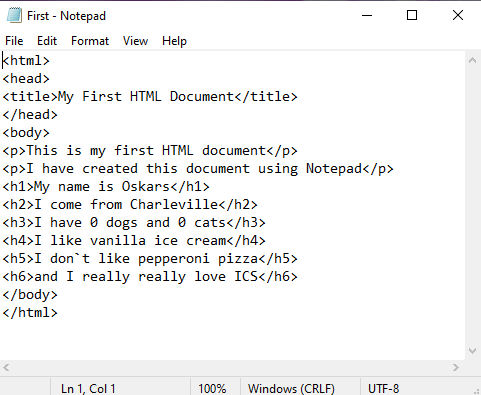 First - Notepad
File Edit Format View Help
<html>
<head>
<title>My First HTML Document</title>
</head>
<body>
<p>This is my first HTML document</p>
<p>I have created this document using Notepad</p>
<h1>My name is Oskars</h1>
<h2>I come from Charleville</h2>
<h3>I have 0 dogs and 0 cats</h3>
<h4>I like vanilla ice cream</h4>
<h5>I don`t like pepperoni pizza</h5>
<h6>and I really really love ICS</h6>
</body>
</html>
Ln 1, Col 1 100% Windows (CRLF) UTF-8